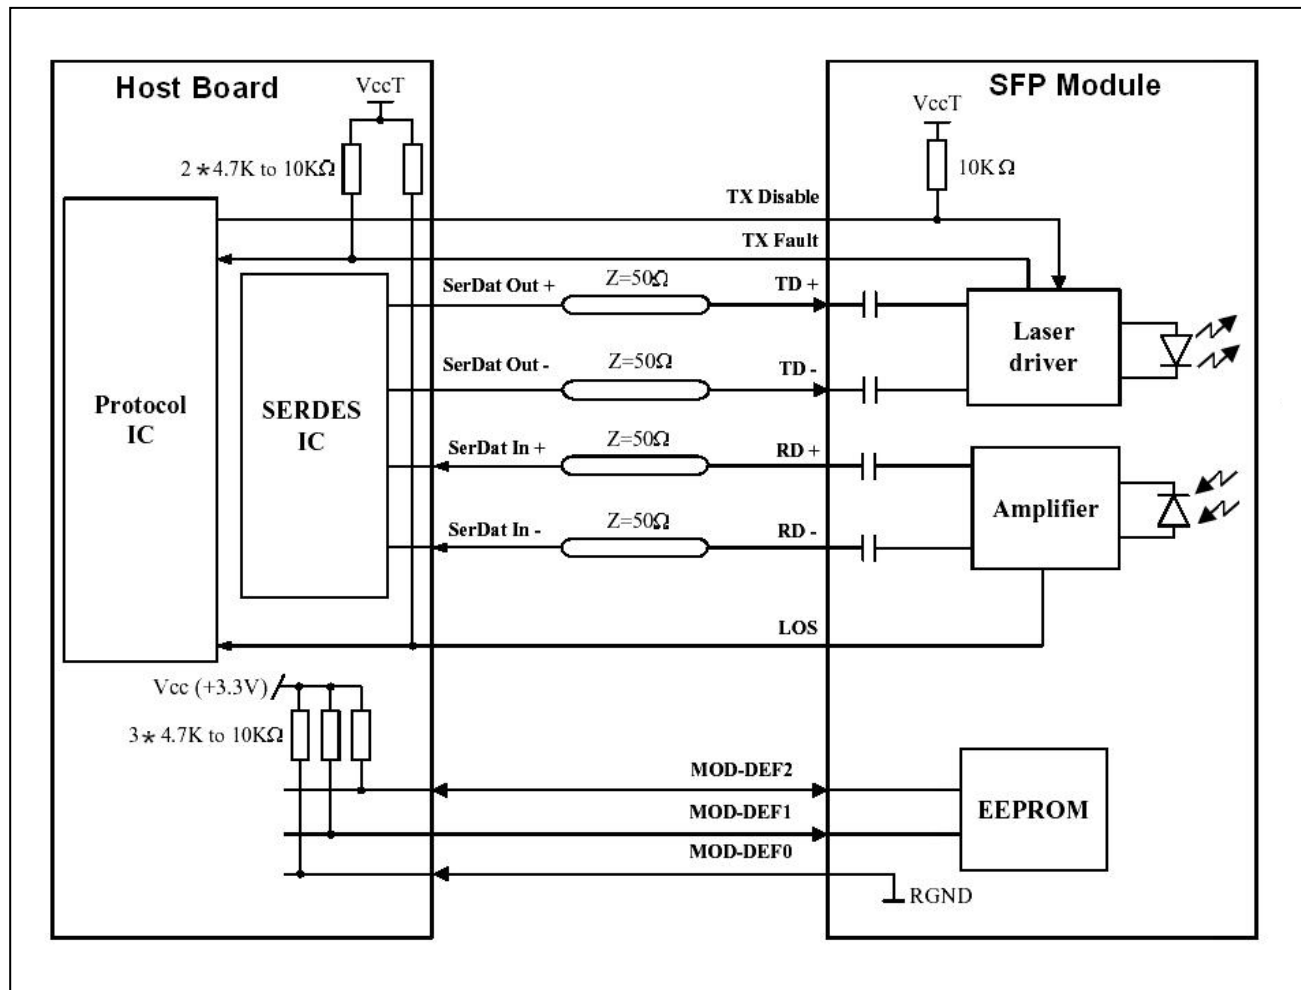 Host Board
VccT
SFP Module
VccT
2*4.7K to 10KΩ
10KΩ
TX Disable
TX Fault
SerDat Out +
Z=50Ω
TD +
SerDat Out -
Z=50Ω
TD -
Laser
driver
Protocol
IC
SERDES
IC
SerDat In +
Z=50Ω
RD +
SerDat In -
Z=50Ω
RD -
Amplifier
LOS
Vcc (+3.3V)
3* 4.7K to 10KΩ
MOD-DEF2
MOD-DEF1
MOD-DEF0
EEPROM
RGND